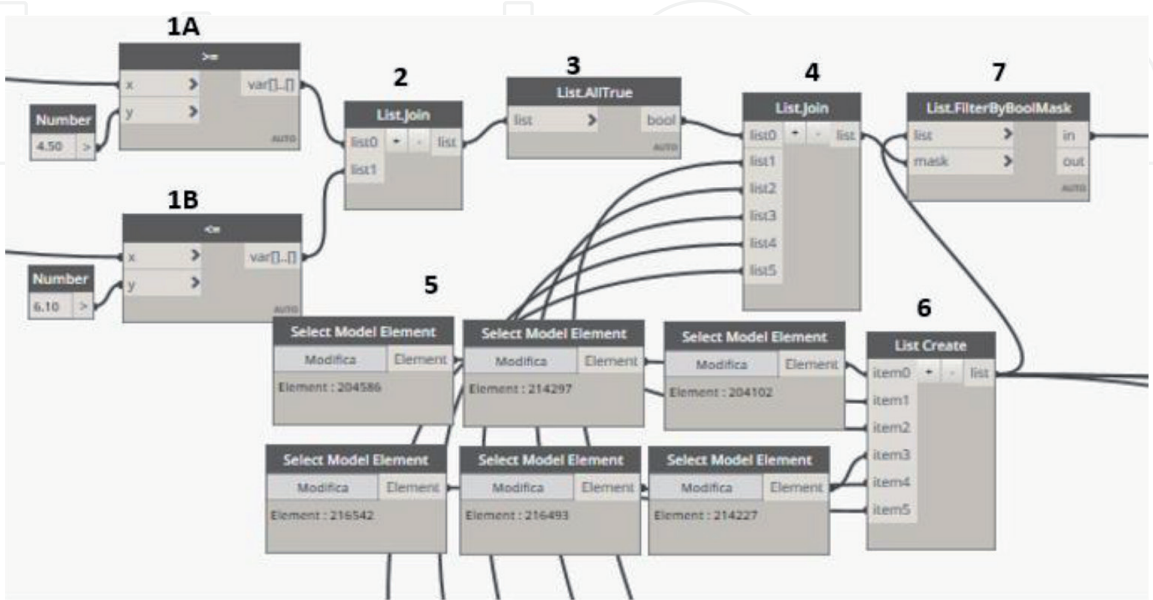 1A
>=
x > var[]..[]
y >
AUTO
Number
4.50 >
2
List.Join
list0 + - list
list1
3
List.AllTrue
list > bool
AUTO
4
List.Join
list0 + - list
list1
list2
list3
list4
list5
7
List.FilterByBoolMask
list > in
mask > out
AUTO
1B
<=
x > var[]..[]
y >
AUTO
Number
6.10 >
5
Select Model Element
Modifica Element
Element : 204586
Select Model Element
Modifica Element
Element : 214297
Select Model Element
Modifica Element
Element : 204102
6
List Create
item0 + - list
item1
item2
item3
item4
item5
Select Model Element
Modifica Element
Element : 216542
Select Model Element
Modifica Element
Element : 216493
Select Model Element
Modifica Element
Element : 214227